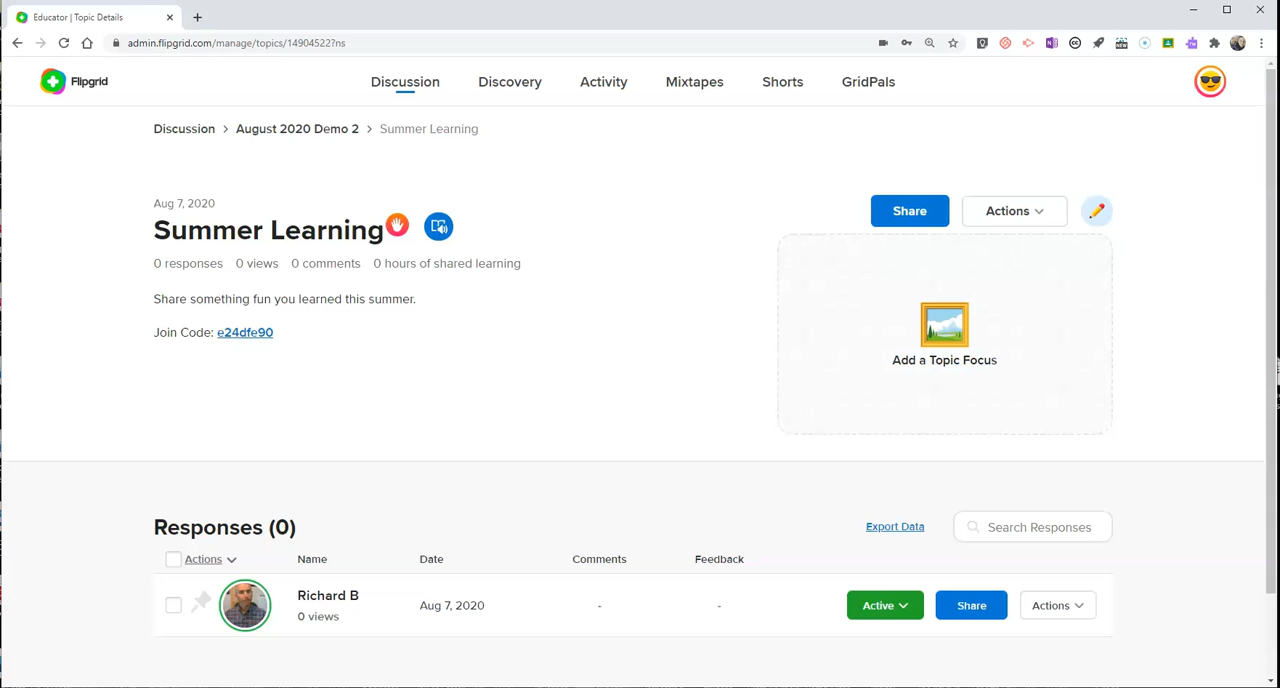 Educator | Topic Details
admin.flipgrid.com/manage/topics/14904522?ns
Flipgrid
Discussion
Discovery
Activity
Mixtapes
Shorts
GridPals
Discussion > August 2020 Demo 2 > Summer Learning
Aug 7, 2020
Summer Learning
Share
Actions
0 responses 0 views 0 comments 0 hours of shared learning
Share something fun you learned this summer.
Join Code: e24dfe90
Add a Topic Focus
Responses (0)
Export Data
Search Responses
Actions Name Date Comments Feedback
Richard B
0 views
Aug 7, 2020
-
-
Active
Share
Actions